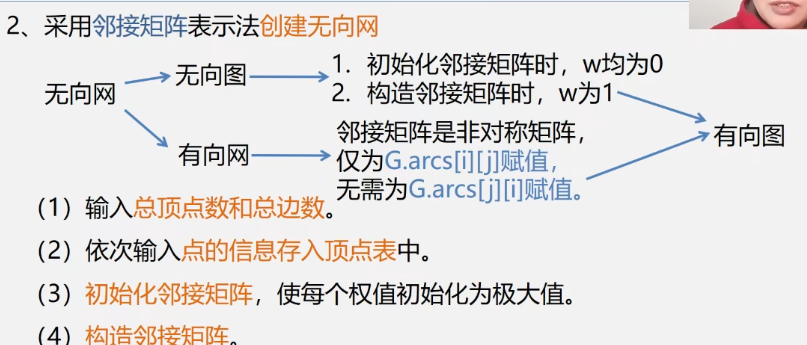 2、采用邻接矩阵表示法创建无向网
无向网
无向图
1. 初始化邻接矩阵时，w均为0
2. 构造邻接矩阵时，w为1
有向网
邻接矩阵是非对称矩阵，
仅为G.arcs[i][j]赋值，
无需为G.arcs[j][i]赋值。
有向图
（1）输入总顶点数和总边数。
（2）依次输入点的信息存入顶点表中。
（3）初始化邻接矩阵，使每个权值初始化为极大值。
（4）构造邻接矩阵。